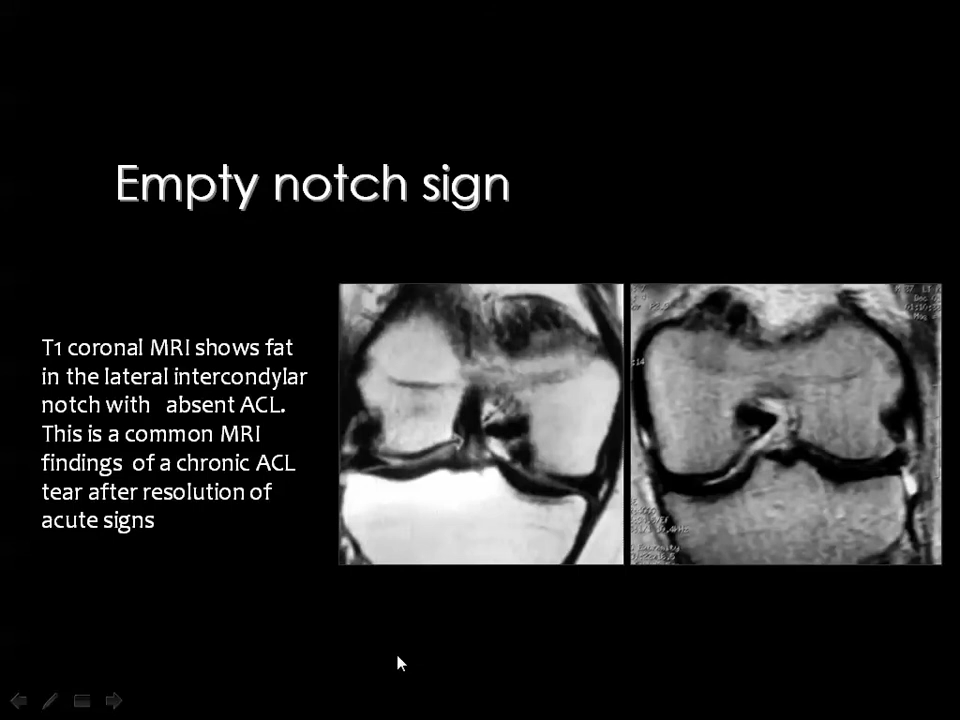 Empty notch sign
T1 coronal MRI shows fat
in the lateral intercondylar
notch with absent ACL.
This is a common MRI
findings of a chronic ACL
tear after resolution of
acute signs